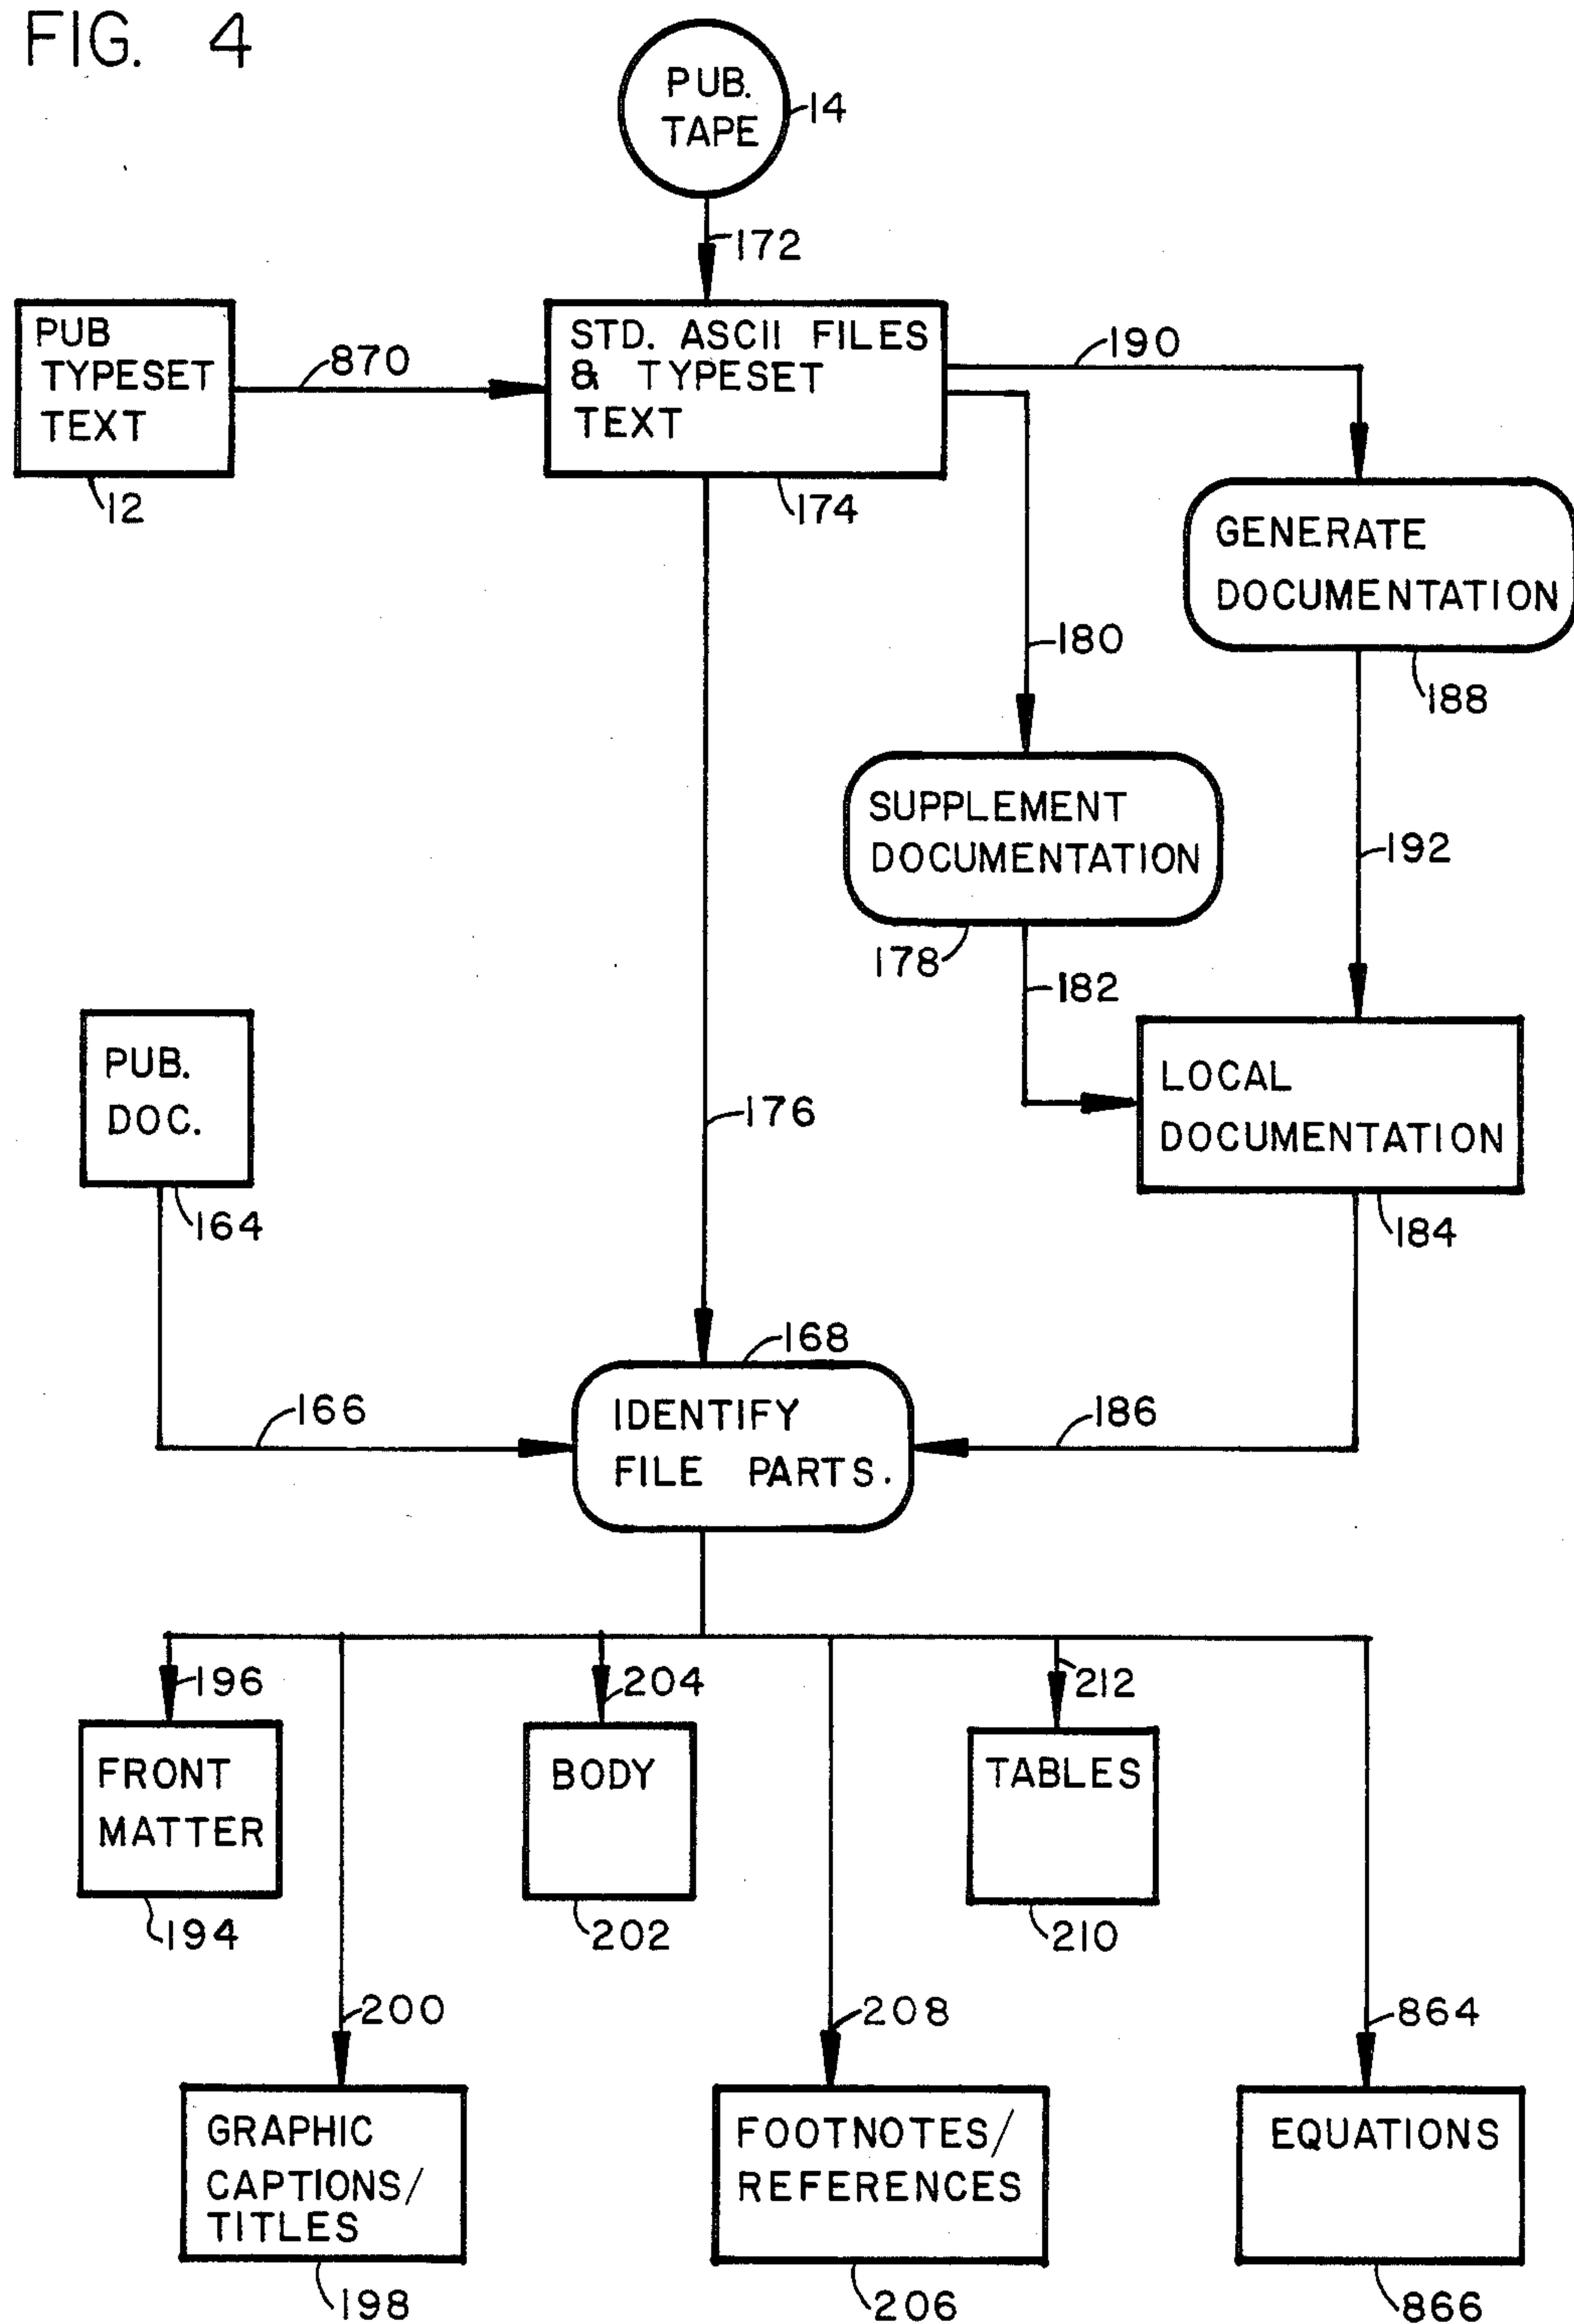 FIG. 4
PUB.
TAPE
14
172
PUB
TYPESET
TEXT
12
870
STD. ASCII FILES
& TYPESET
TEXT
174
190
GENERATE
DOCUMENTATION
188
180
SUPPLEMENT
DOCUMENTATION
178
192
182
PUB.
DOC.
164
176
LOCAL
DOCUMENTATION
184
168
166
IDENTIFY
FILE PARTS.
186
196
204
212
FRONT
MATTER
194
BODY
202
TABLES
210
200
208
864
GRAPHIC
CAPTIONS/
TITLES
198
FOOTNOTES/
REFERENCES
206
EQUATIONS
866